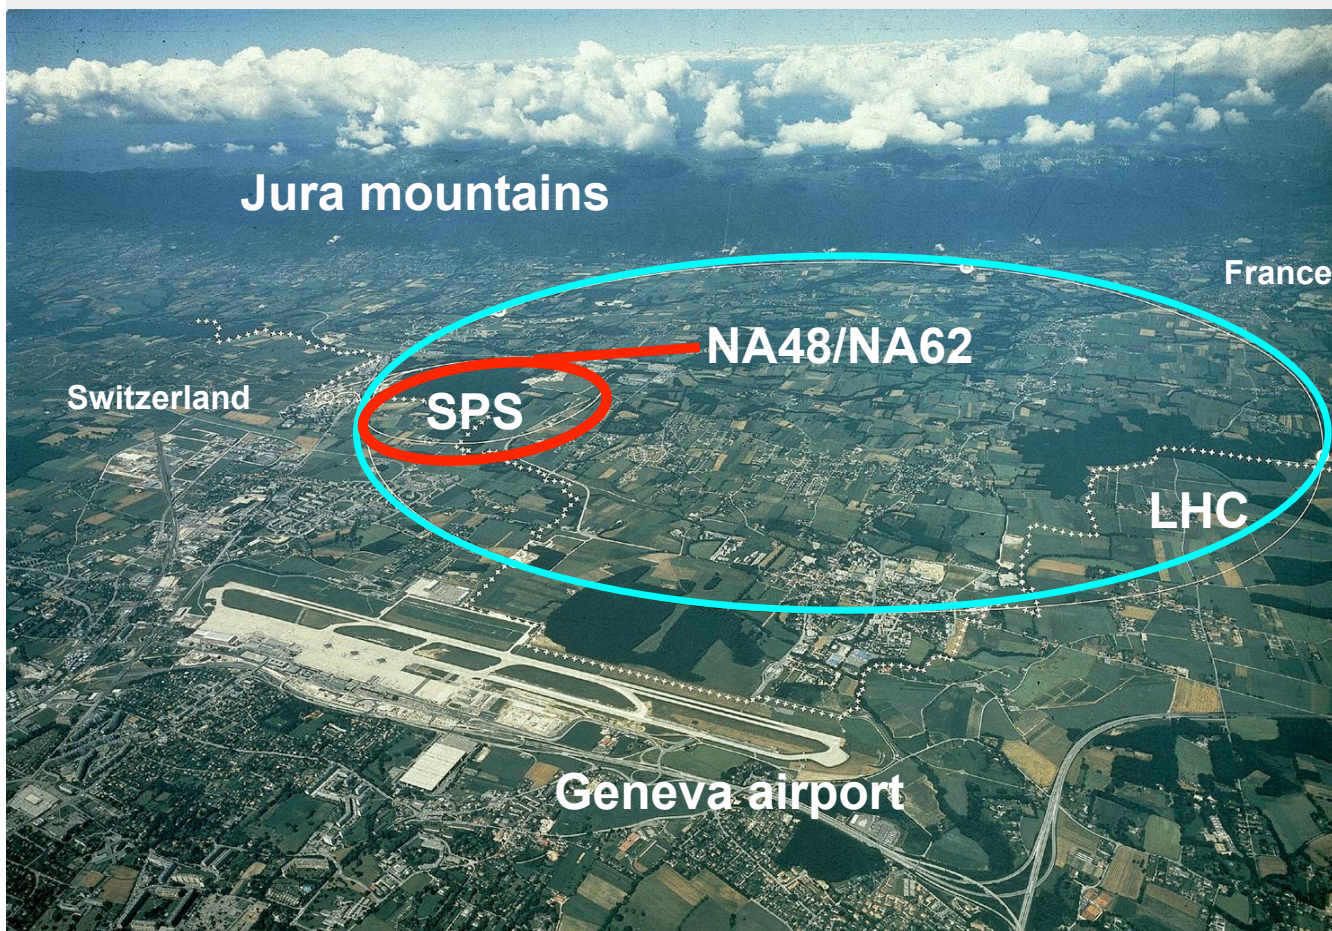 Jura mountains
France
NA48/NA62
Switzerland
SPS
LHC
Geneva airport